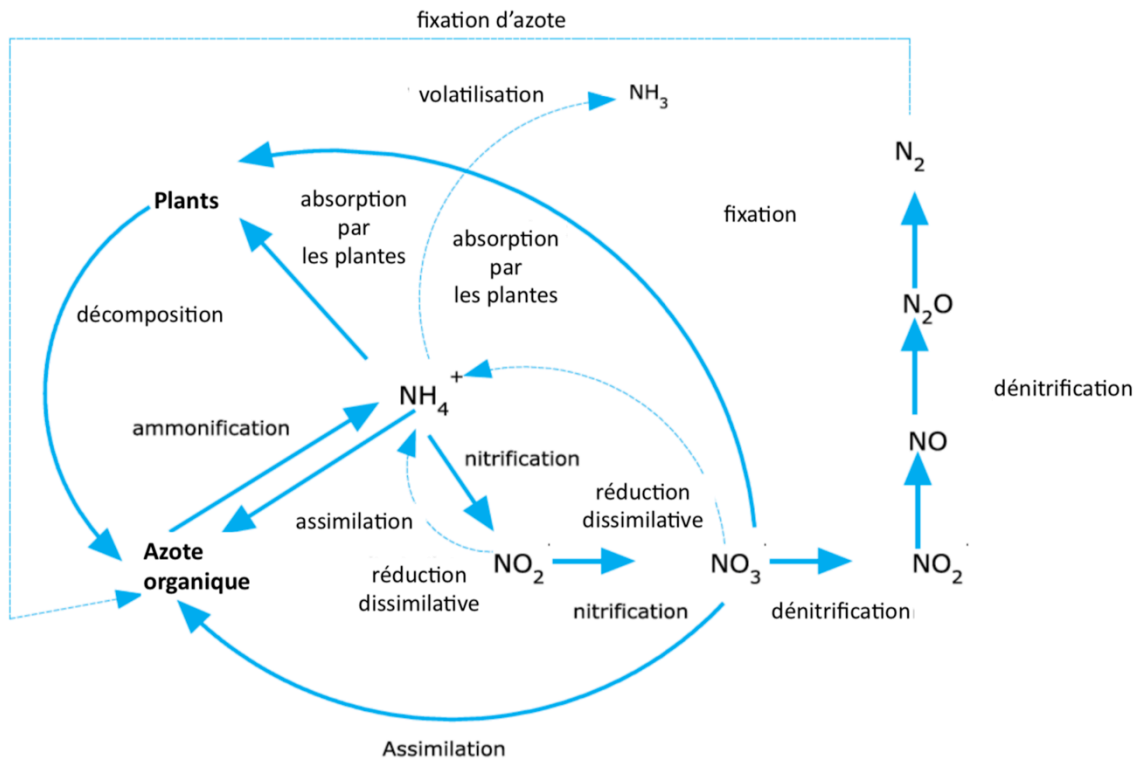 fixation d’azote
volatilisation
NH₃
N₂
Plants
absorption
par
les plantes
fixation
absorption
par
les plantes
N₂O
décomposition
dénitrification
NH₄⁺
ammonification
NO
nitrification
réduction
dissimilative
assimilation
Azote
organique
NO₂⁻
NO₃⁻
NO₂⁻
réduction
dissimilative
nitrification
dénitrification
Assimilation